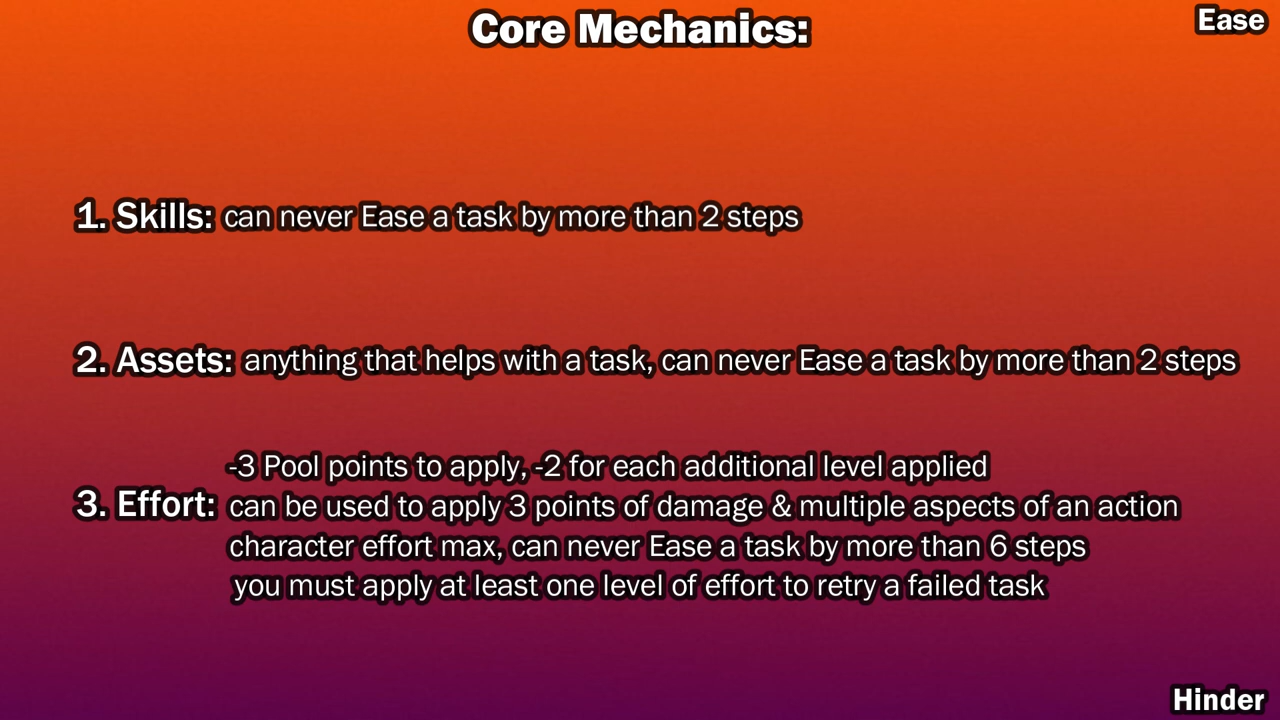 Core Mechanics:
Ease
1. Skills: can never Ease a task by more than 2 steps
2. Assets: anything that helps with a task, can never Ease a task by more than 2 steps
-3 Pool points to apply, -2 for each additional level applied
3. Effort: can be used to apply 3 points of damage & multiple aspects of an action
character effort max, can never Ease a task by more than 6 steps
you must apply at least one level of effort to retry a failed task
Hinder